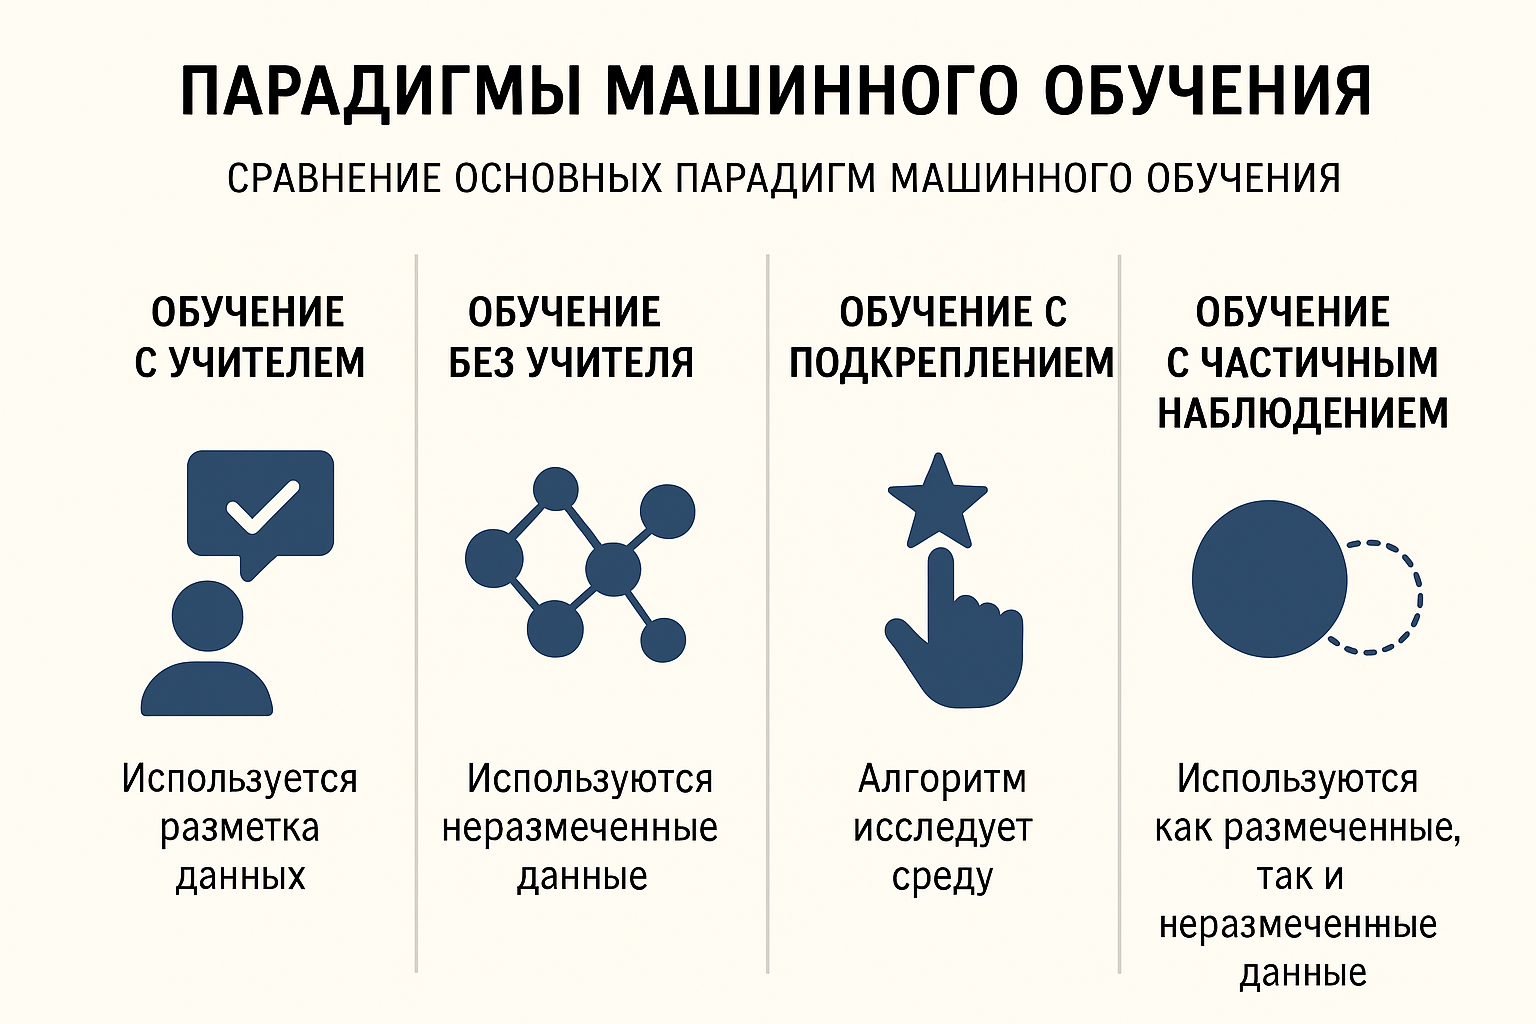 ПАРАДИГМЫ МАШИННОГО ОБУЧЕНИЯ
СРАВНЕНИЕ ОСНОВНЫХ ПАРАДИГМ МАШИННОГО ОБУЧЕНИЯ
ОБУЧЕНИЕ
С УЧИТЕЛЕМ
Используется
разметка
данных
ОБУЧЕНИЕ
БЕЗ УЧИТЕЛЯ
Используются
неразмеченные
данные
ОБУЧЕНИЕ С
ПОДКРЕПЛЕНИЕМ
Алгоритм
исследует
среду
ОБУЧЕНИЕ
С ЧАСТИЧНЫМ
НАБЛЮДЕНИЕМ
Используются
как размеченные,
так и
неразмеченные
данные